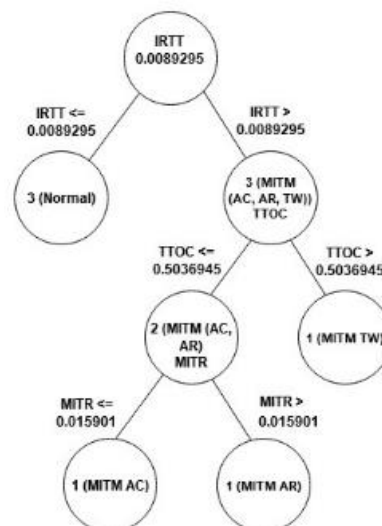 IRTT
0.0089295
IRTT <=
0.0089295
IRTT >
0.0089295
3 (Normal)
3 (MITM
(AC, AR, TW))
TTOC
TTOC <=
0.5036945
TTOC >
0.5036945
2 (MITM (AC,
AR)
MITR
1 (MITM TW)
MITR <=
0.015901
MITR >
0.015901
1 (MITM AC)
1 (MITM AR)